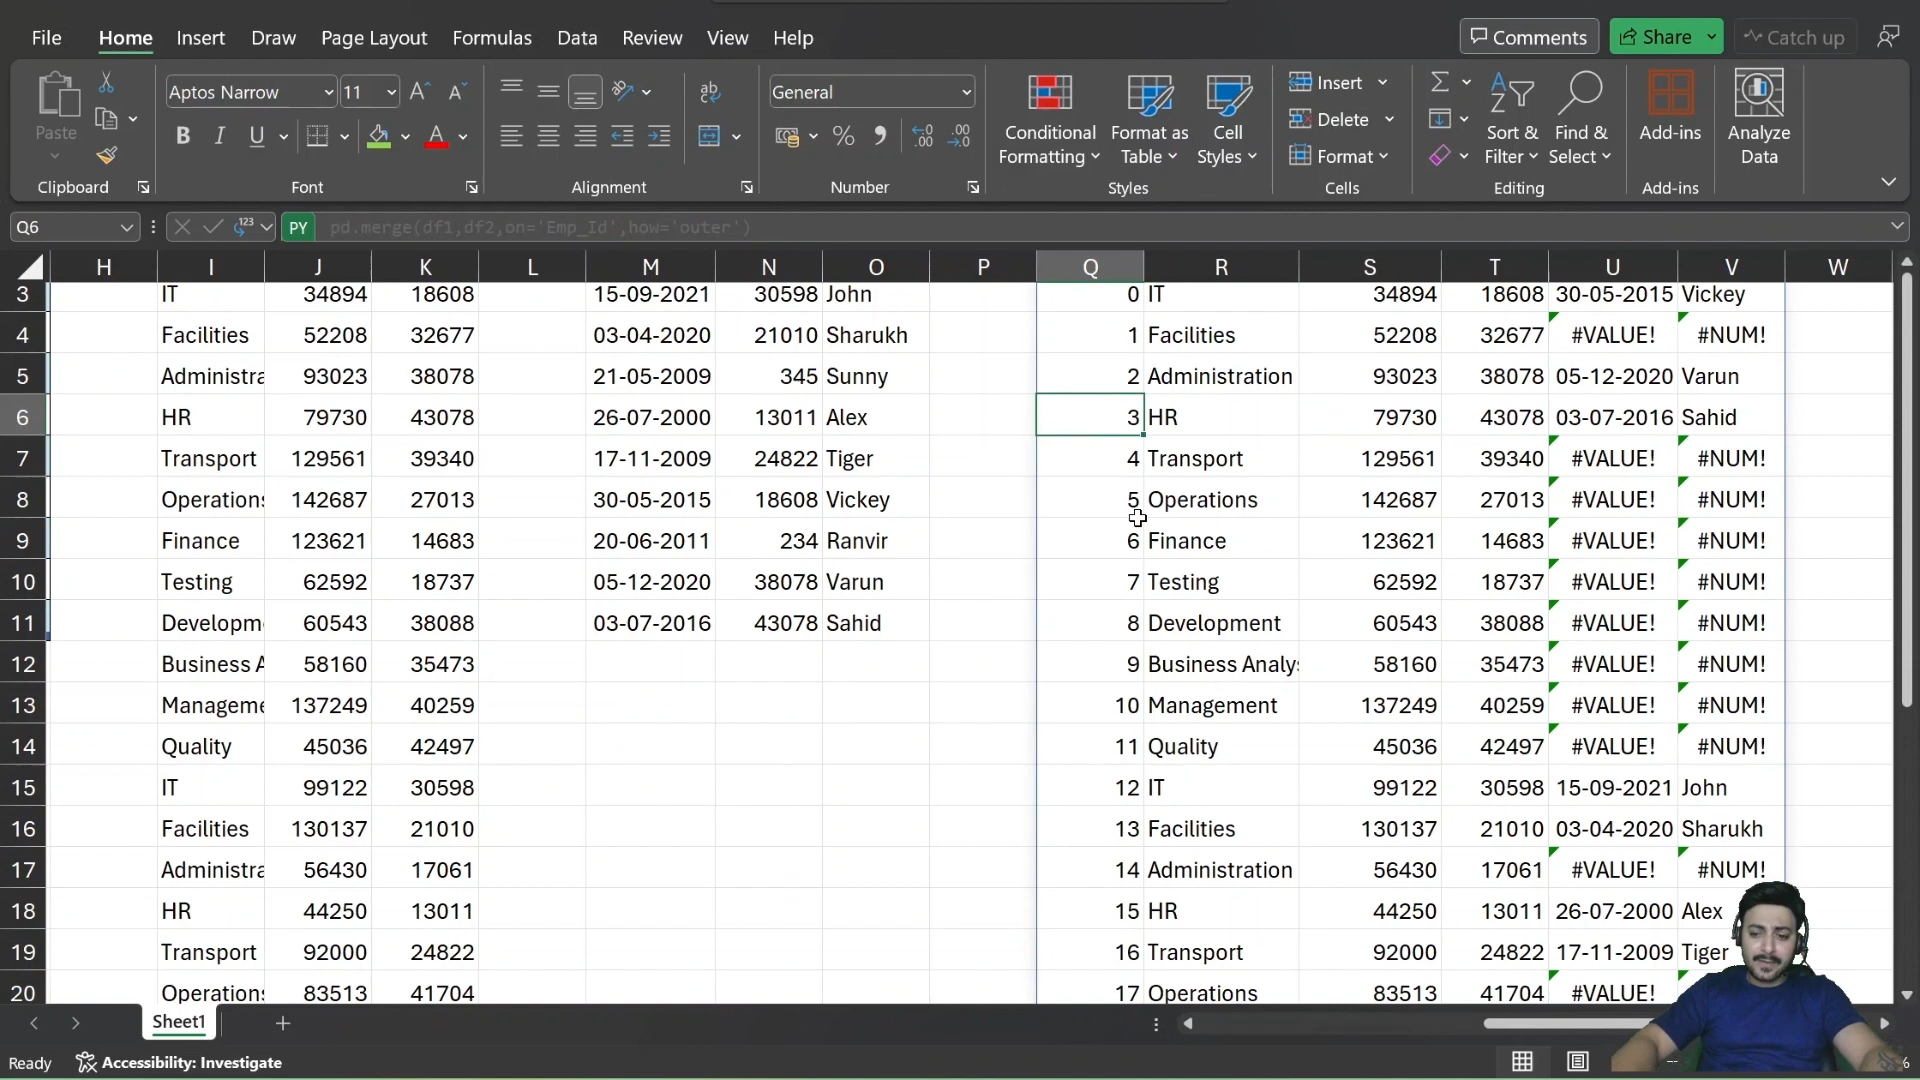 File Home Insert Draw Page Layout Formulas Data Review View Help Comments Share Catch up
Paste
Clipboard
Aptos Narrow 11
B I U A
Font
ab
Alignment
General
% 9 .00
Number
Conditional Formatting
Format as Table
Cell Styles
Styles
Insert
Delete
Format
Cells
Sort & Filter
Find & Select
Editing
Add-ins
Add-ins
Analyze Data
Q6 123 PY pd.merge(df1,df2,on='Emp_Id',how='outer')
H I J K L M N O P Q R S T U V W
3 IT 34894 18608 15-09-2021 30598 John 0 IT 34894 18608 30-05-2015 Vickey
4 Facilities 52208 32677 03-04-2020 21010 Sharukh 1 Facilities 52208 32677 #VALUE! #NUM!
5 Administra 93023 38078 21-05-2009 345 Sunny 2 Administration 93023 38078 05-12-2020 Varun
6 HR 79730 43078 26-07-2000 13011 Alex 3 HR 79730 43078 03-07-2016 Sahid
7 Transport 129561 39340 17-11-2009 24822 Tiger 4 Transport 129561 39340 #VALUE! #NUM!
8 Operations 142687 27013 30-05-2015 18608 Vickey 5 Operations 142687 27013 #VALUE! #NUM!
9 Finance 123621 14683 20-06-2011 234 Ranvir 6 Finance 123621 14683 #VALUE! #NUM!
10 Testing 62592 18737 05-12-2020 38078 Varun 7 Testing 62592 18737 #VALUE! #NUM!
11 Developm 60543 38088 03-07-2016 43078 Sahid 8 Development 60543 38088 #VALUE! #NUM!
12 Business A 58160 35473 9 Business Analys 58160 35473 #VALUE! #NUM!
13 Manageme 137249 40259 10 Management 137249 40259 #VALUE! #NUM!
14 Quality 45036 42497 11 Quality 45036 42497 #VALUE! #NUM!
15 IT 99122 30598 12 IT 99122 30598 15-09-2021 John
16 Facilities 130137 21010 13 Facilities 130137 21010 03-04-2020 Sharukh
17 Administra 56430 17061 14 Administration 56430 17061 #VALUE! #NUM!
18 HR 44250 13011 15 HR 44250 13011 26-07-2000 Alex
19 Transport 92000 24822 16 Transport 92000 24822 17-11-2009 Tiger
20 Operations 83513 41704 17 Operations 83513 41704 #VALUE!
Sheet1
Ready Accessibility: Investigate